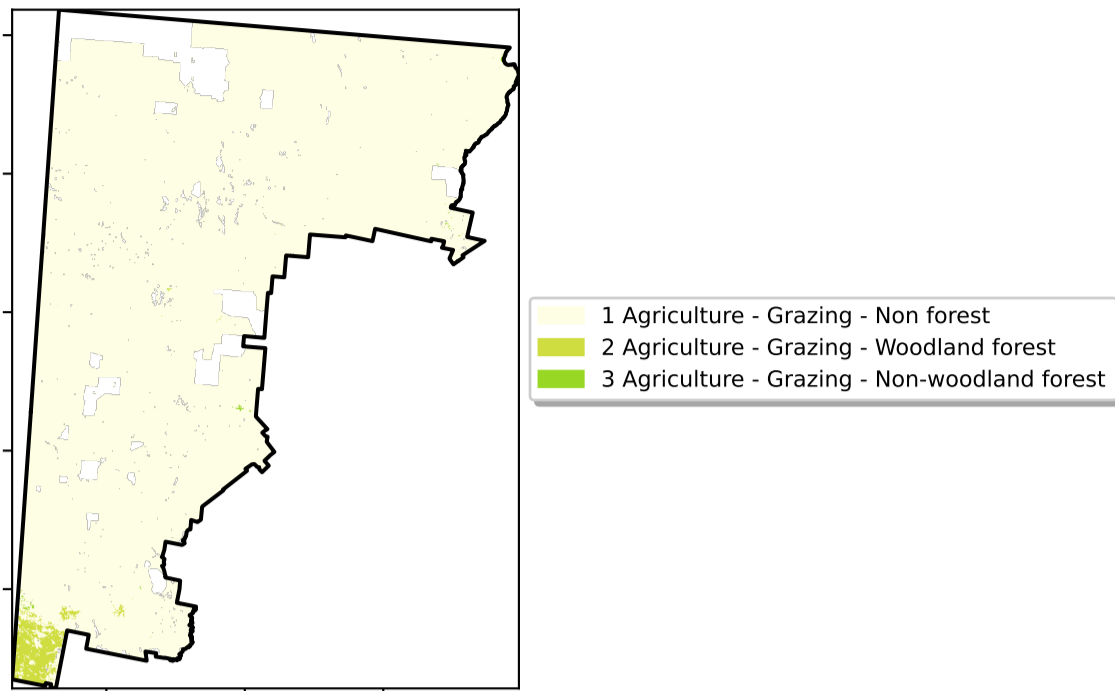 1 Agriculture - Grazing - Non forest
2 Agriculture - Grazing - Woodland forest
3 Agriculture - Grazing - Non-woodland forest